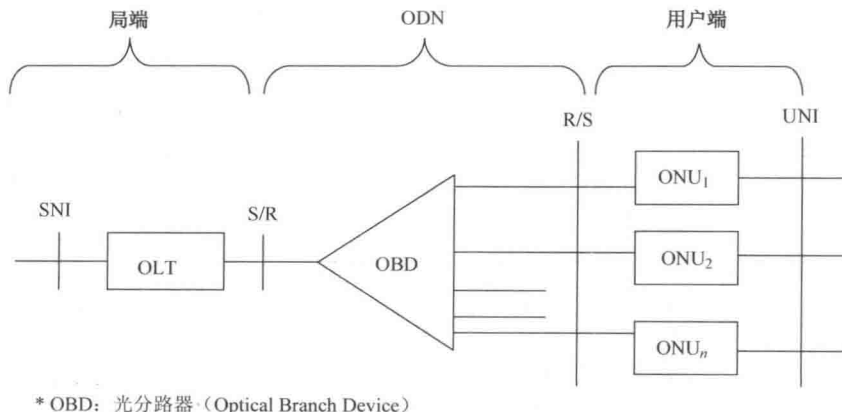 局端
ODN
用户端
R/S
UNI
SNI
S/R
OLT
OBD
ONU₁
ONU₂
ONUₙ
* OBD：光分路器（Optical Branch Device）